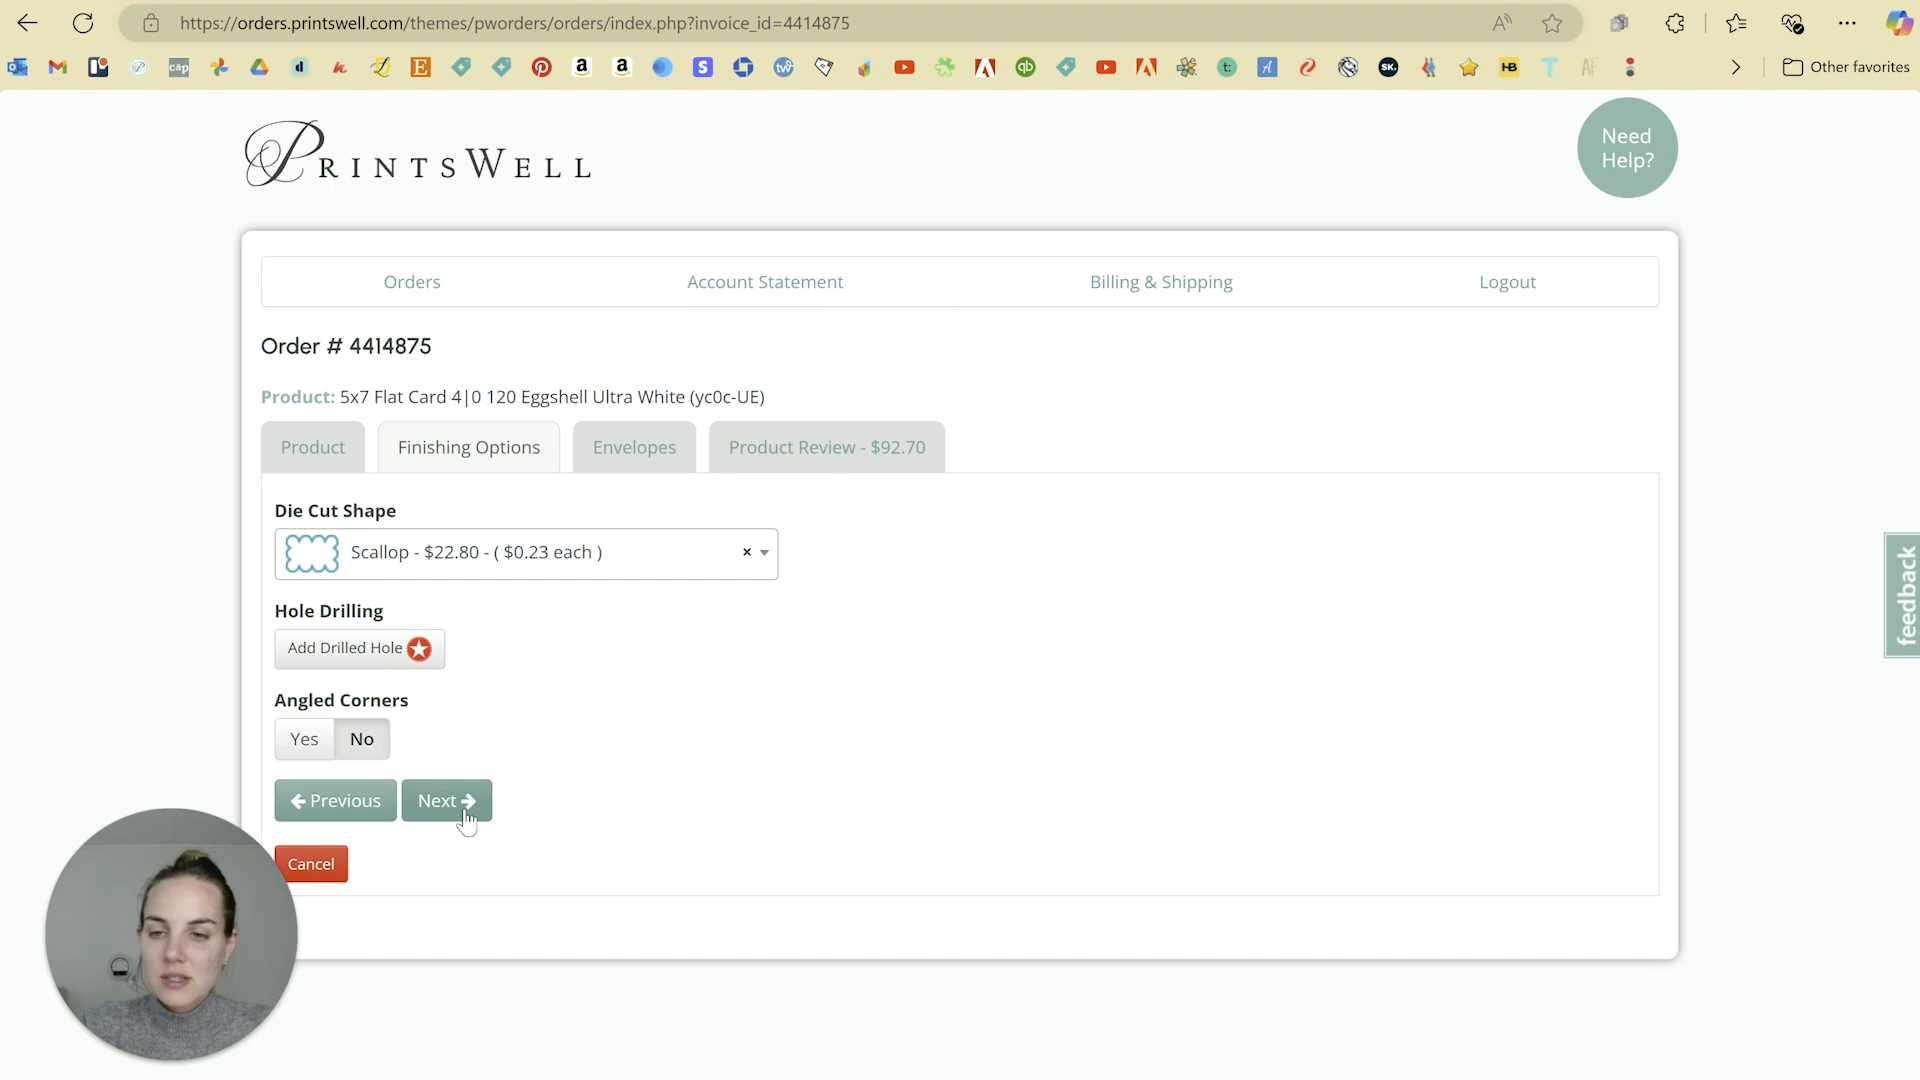 https://orders.printswell.com/themes/pworders/orders/index.php?invoice_id=4414875
Other favorites
PRINTSWELL
Need
Help?
Orders
Account Statement
Billing & Shipping
Logout
Order # 4414875
Product: 5x7 Flat Card 4|0 120 Eggshell Ultra White (yc0c-UE)
Product
Finishing Options
Envelopes
Product Review - $92.70
Die Cut Shape
Scallop - $22.80 - ( $0.23 each )
×
Hole Drilling
Add Drilled Hole
Angled Corners
Yes
No
Previous
Next
Cancel
feedback